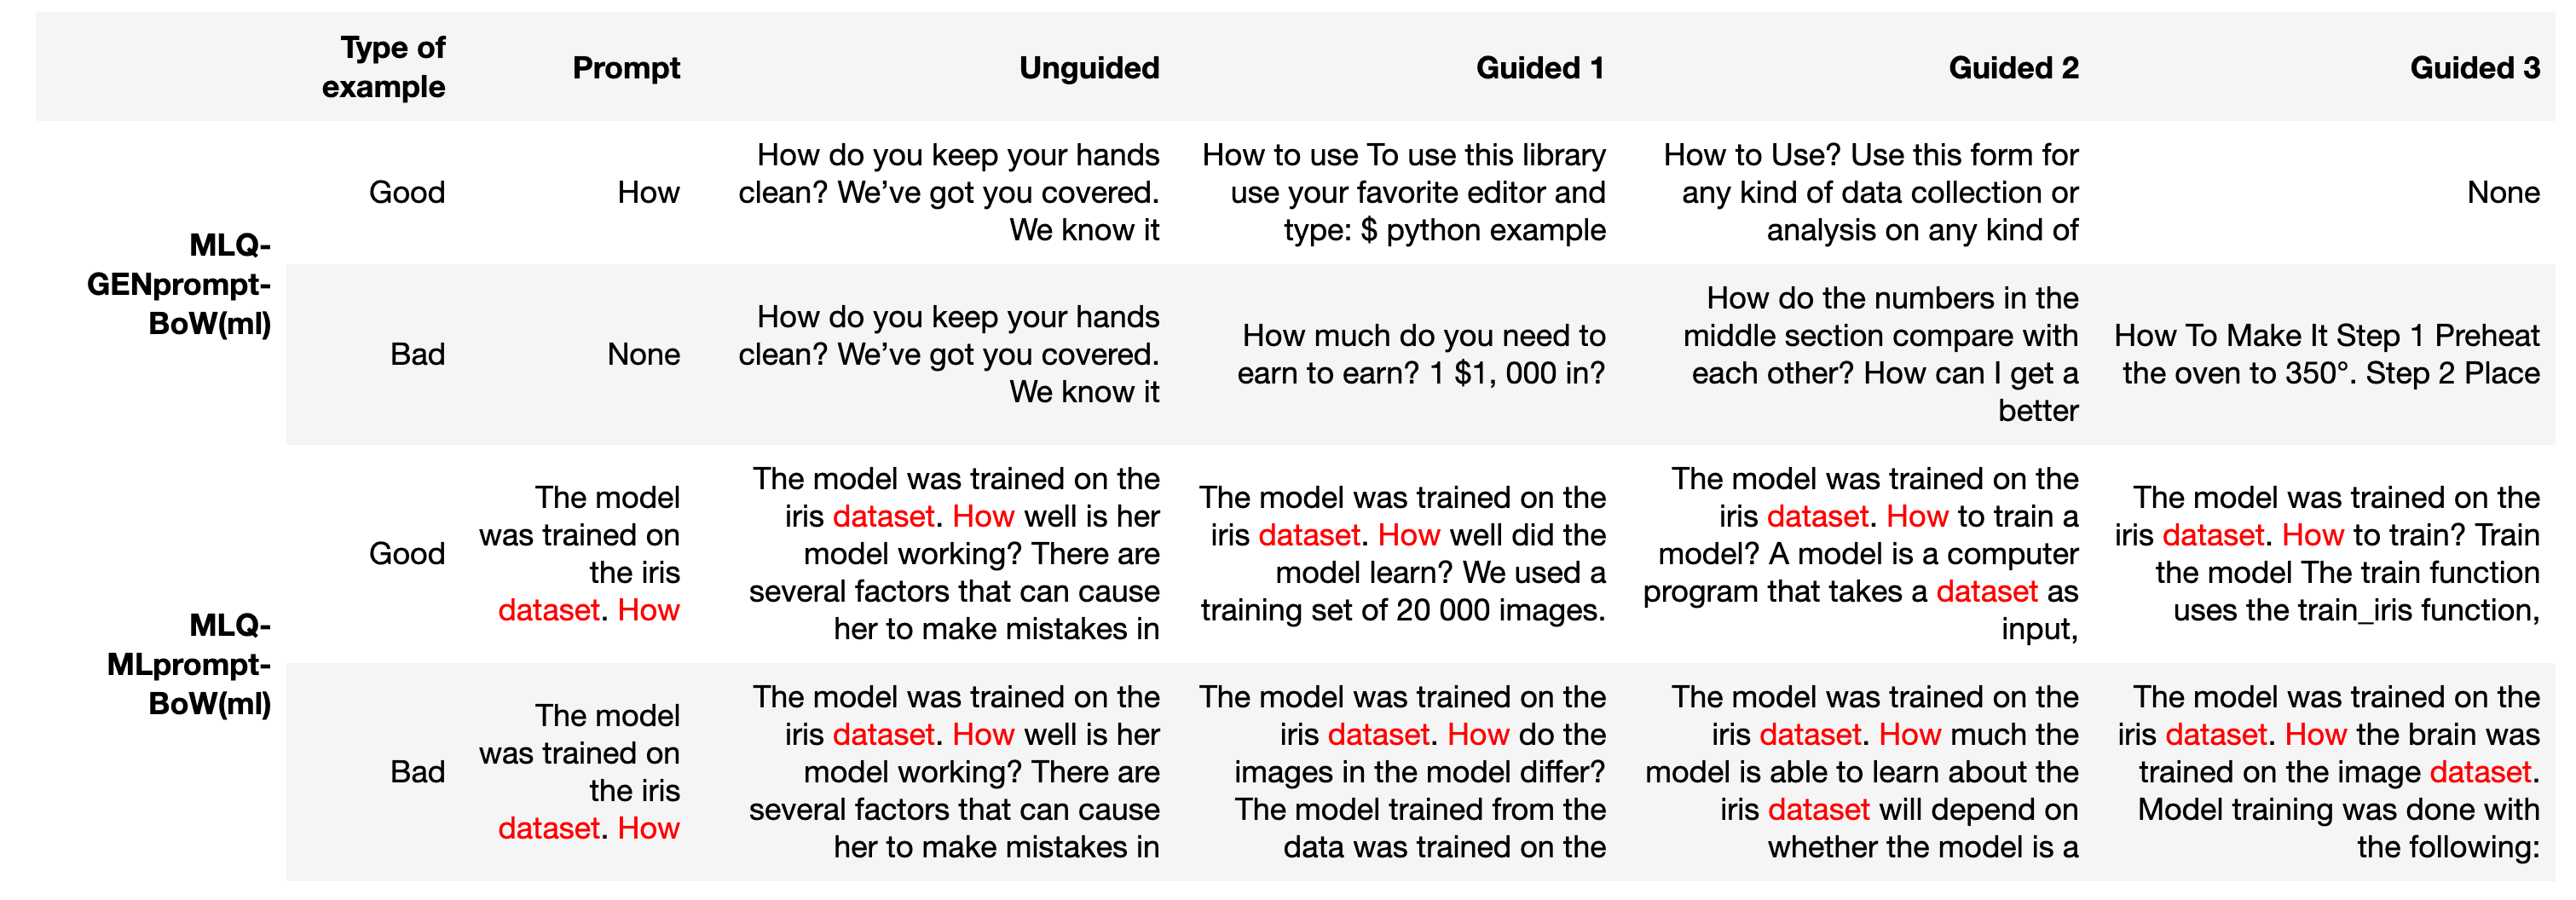 Type of
example
Prompt
Unguided
Guided 1
Guided 2
Guided 3
MLQ-
GENprompt-
BoW(ml)
Good
How
How do you keep your hands
clean? We’ve got you covered.
We know it
How to use To use this library
use your favorite editor and
type: $ python example
How to Use? Use this form for
any kind of data collection or
analysis on any kind of
None
Bad
None
How do you keep your hands
clean? We’ve got you covered.
We know it
How much do you need to
earn to earn? 1 $1, 000 in?
How do the numbers in the
middle section compare with
each other? How can I get a
better
How To Make It Step 1 Preheat
the oven to 350°. Step 2 Place
MLQ-
MLprompt-
BoW(ml)
Good
The model
was trained on
the iris
dataset. How
The model was trained on the
iris dataset. How well is her
model working? There are
several factors that can cause
her to make mistakes in
The model was trained on the
iris dataset. How well did the
model learn? We used a
training set of 20 000 images.
The model was trained on the
iris dataset. How to train a
model? A model is a computer
program that takes a dataset as
input,
The model was trained on the
iris dataset. How to train? Train
the model The train function
uses the train_iris function,
Bad
The model
was trained on
the iris
dataset. How
The model was trained on the
iris dataset. How well is her
model working? There are
several factors that can cause
her to make mistakes in
The model was trained on the
iris dataset. How do the
images in the model differ?
The model trained from the
data was trained on the
The model was trained on the
iris dataset. How much the
model is able to learn about the
iris dataset will depend on
whether the model is a
The model was trained on the
iris dataset. How the brain was
trained on the image dataset.
Model training was done with
the following: